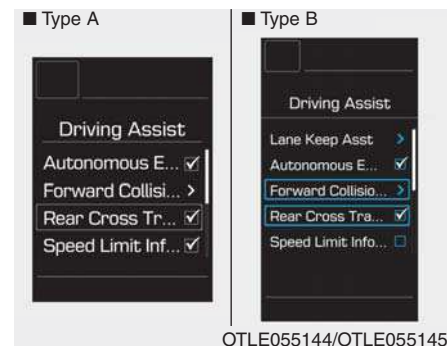 ■ Type A
Driving Assist
Autonomous E... ☑
Forward Collisi... >
Rear Cross Tr... ☑
Speed Limit Inf... ☑
■ Type B
Driving Assist
Lane Keep Asst >
Autonomous E... ☑
Forward Collisio... >
Rear Cross Tra... ☑
Speed Limit Info... ☐
OTLE055144/OTLE055145